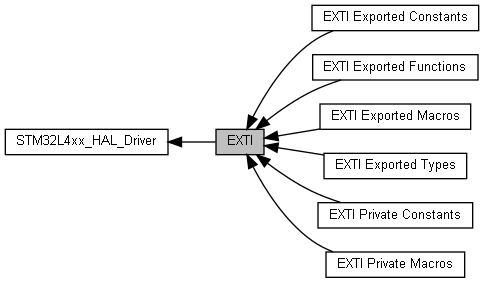 EXTI Exported Constants
EXTI Exported Functions
EXTI Exported Macros
STM32L4xx_HAL_Driver
EXTI
EXTI Exported Types
EXTI Private Constants
EXTI Private Macros